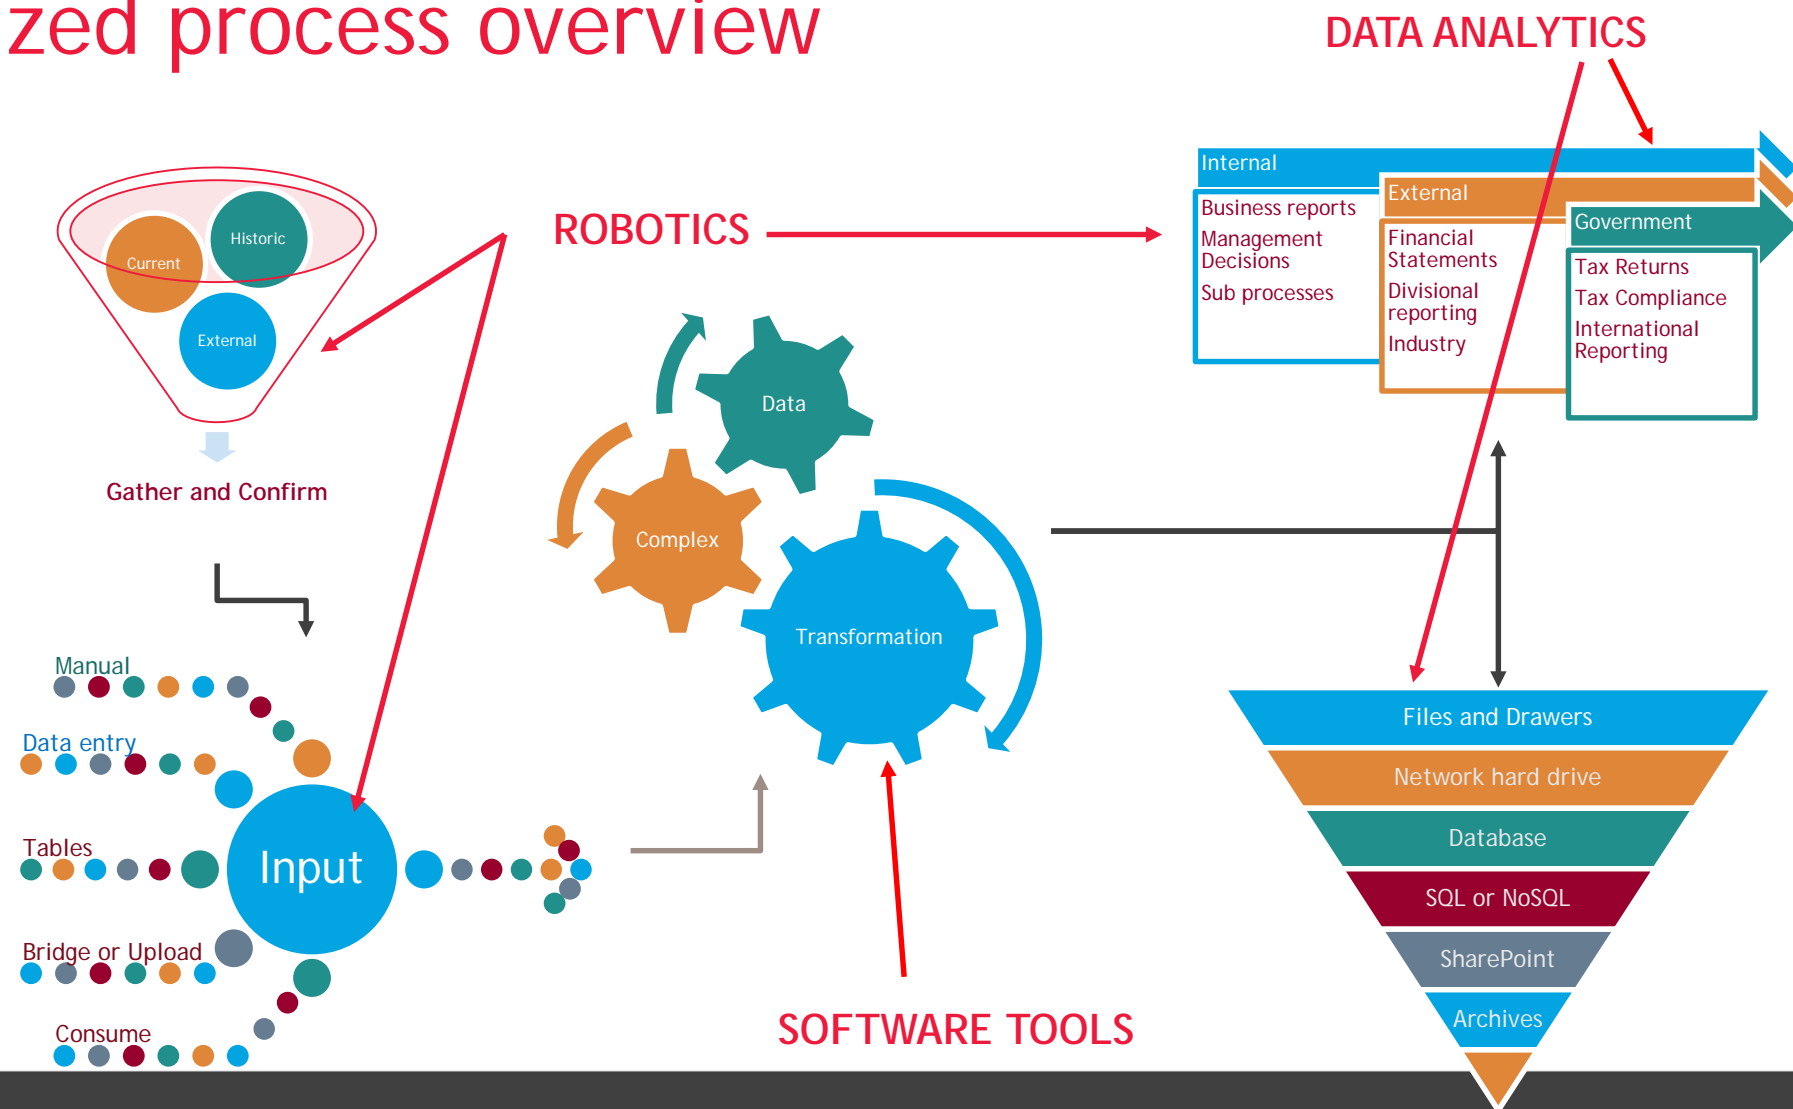 zed process overview
DATA ANALYTICS
Internal
Business reports
Management
Decisions
Sub processes
External
Financial
Statements
Divisional
reporting
Industry
Government
Tax Returns
Tax Compliance
International
Reporting
ROBOTICS
Historic
Current
External
Gather and Confirm
Data
Complex
Transformation
Manual
Data entry
Tables
Input
Bridge or Upload
Consume
SOFTWARE TOOLS
Files and Drawers
Network hard drive
Database
SQL or NoSQL
SharePoint
Archives